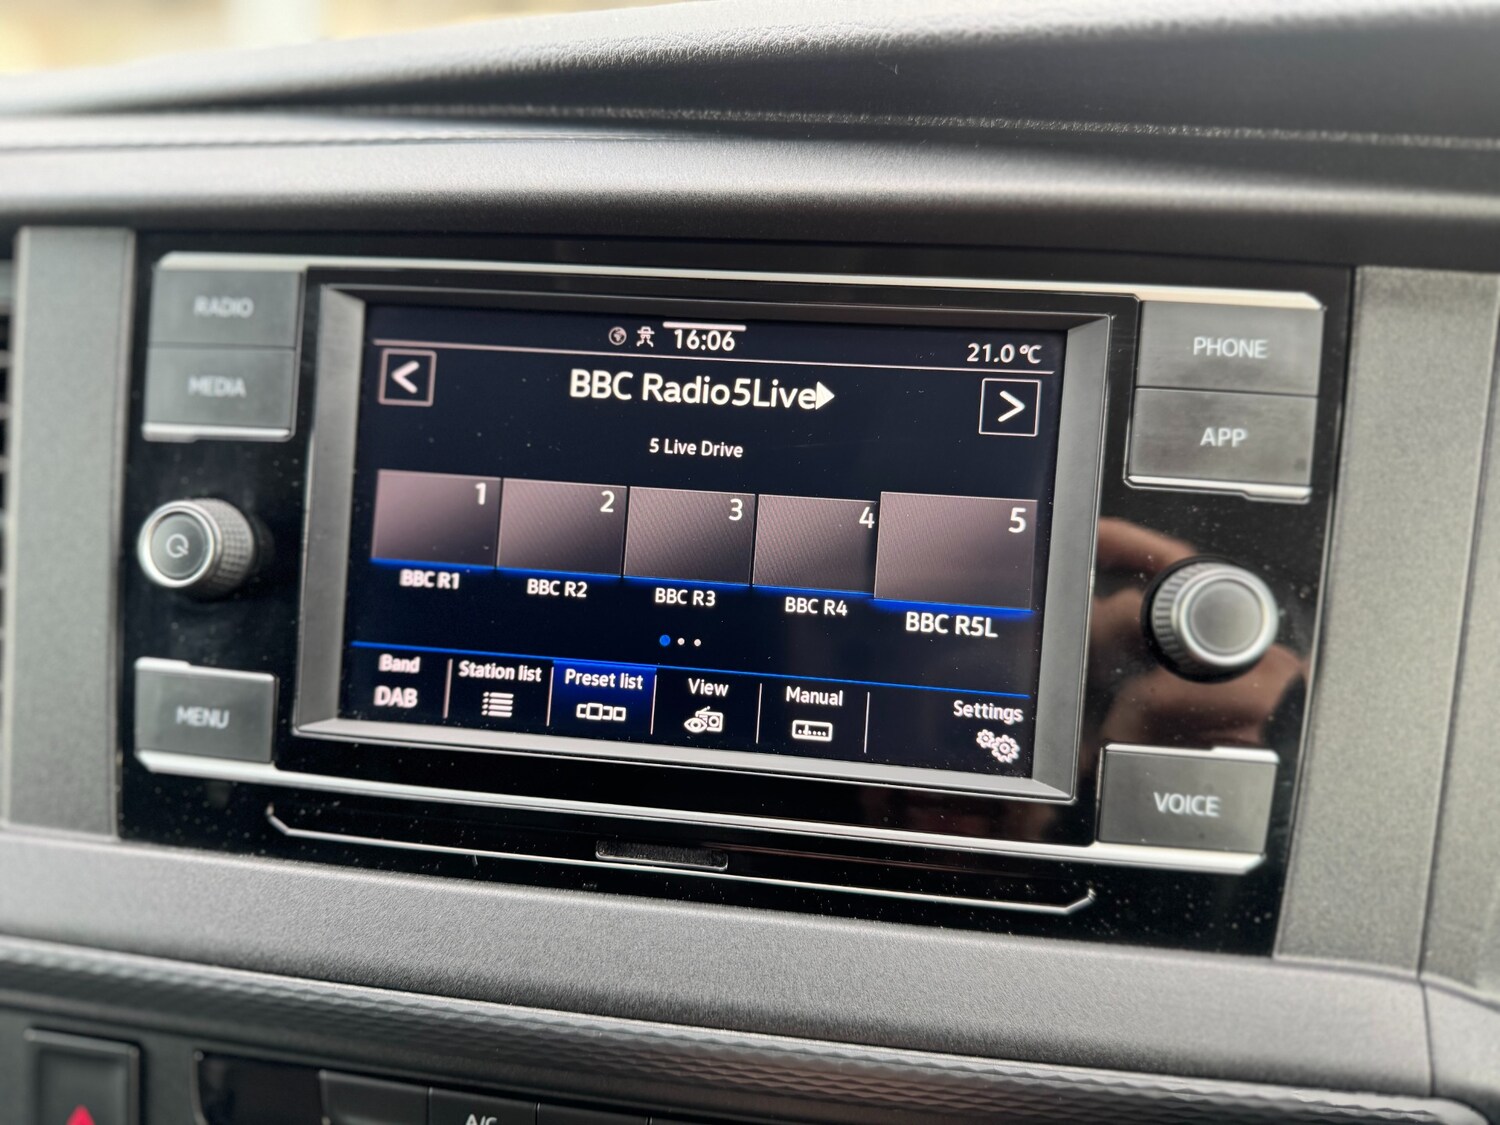 RADIO
MEDIA
16:06
21.0 °C
BBC Radio5Live
5 Live Drive
PHONE
APP
1 2 3 4 5
BBC R1 BBC R2 BBC R3 BBC R4 BBC R5L
Band Station list Preset list View Manual Settings
DAB
MENU
VOICE
A/C